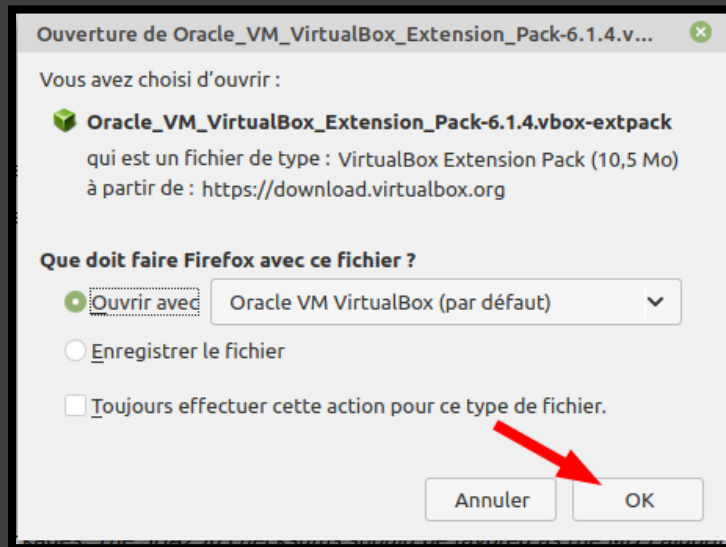 Ouverture de Oracle_VM_VirtualBox_Extension_Pack-6.1.4.v...
Vous avez choisi d'ouvrir :
Oracle_VM_VirtualBox_Extension_Pack-6.1.4.vbox-extpack
qui est un fichier de type : VirtualBox Extension Pack (10,5 Mo)
à partir de : https://download.virtualbox.org
Que doit faire Firefox avec ce fichier ?
Ouvrir avec Oracle VM VirtualBox (par défaut)
Enregistrer le fichier
Toujours effectuer cette action pour ce type de fichier.
Annuler OK